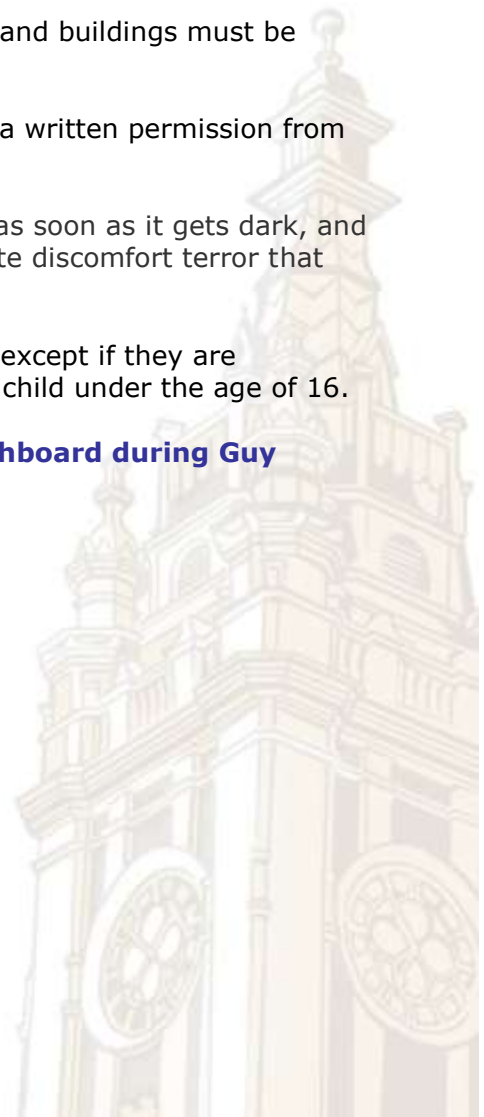 and buildings must be
a written permission from
as soon as it gets dark, and
te discomfort terror that
except if they are
child under the age of 16.
hboard during Guy